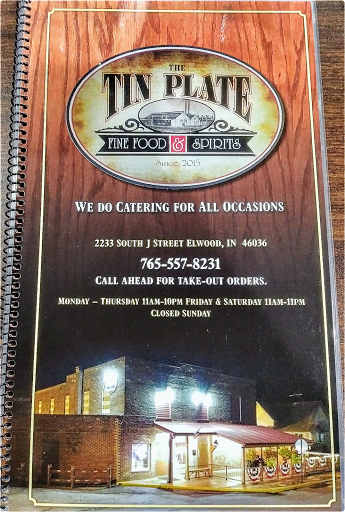 THE
TIN PLATE
FINE FOOD & SPIRITS
Since 2015
WE DO CATERING FOR ALL OCCASIONS
2233 SOUTH J STREET ELWOOD, IN 46036
765-557-8231
CALL AHEAD FOR TAKE-OUT ORDERS.
MONDAY – THURSDAY 11AM-10PM FRIDAY & SATURDAY 11AM-11PM
CLOSED SUNDAY